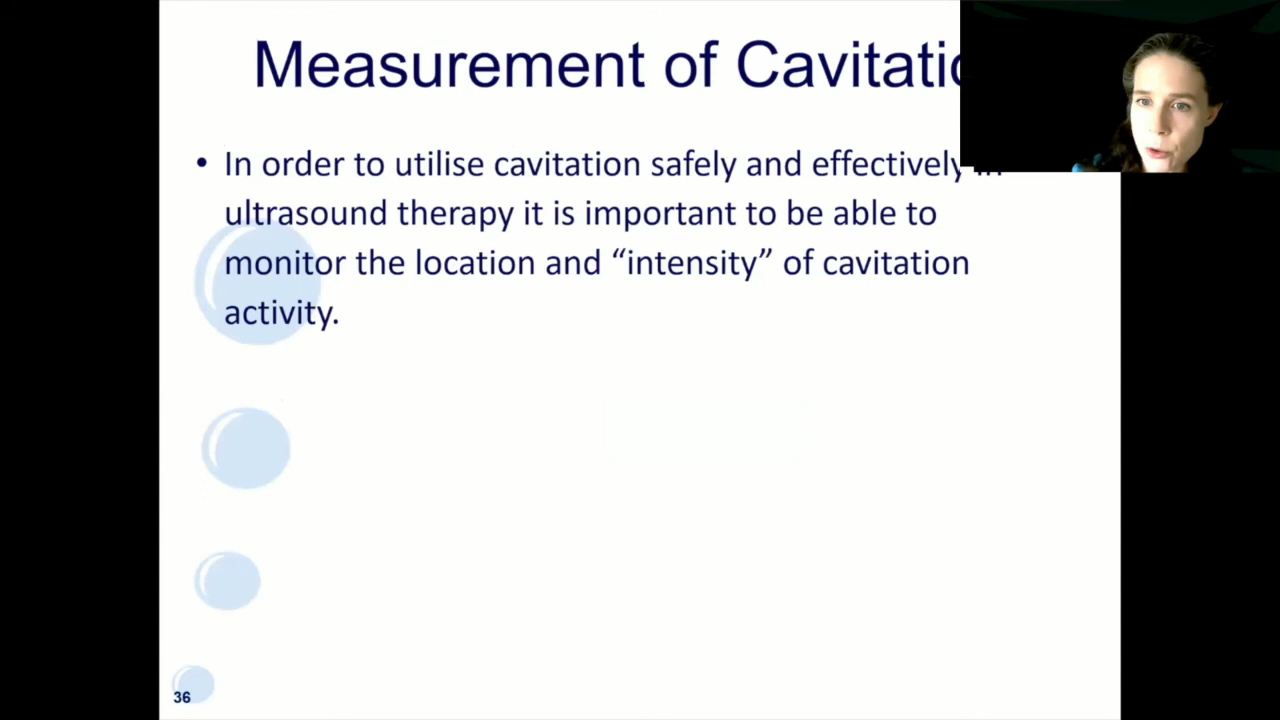 Measurement of Cavitatio
• In order to utilise cavitation safely and effectively in
ultrasound therapy it is important to be able to
monitor the location and “intensity” of cavitation
activity.
36